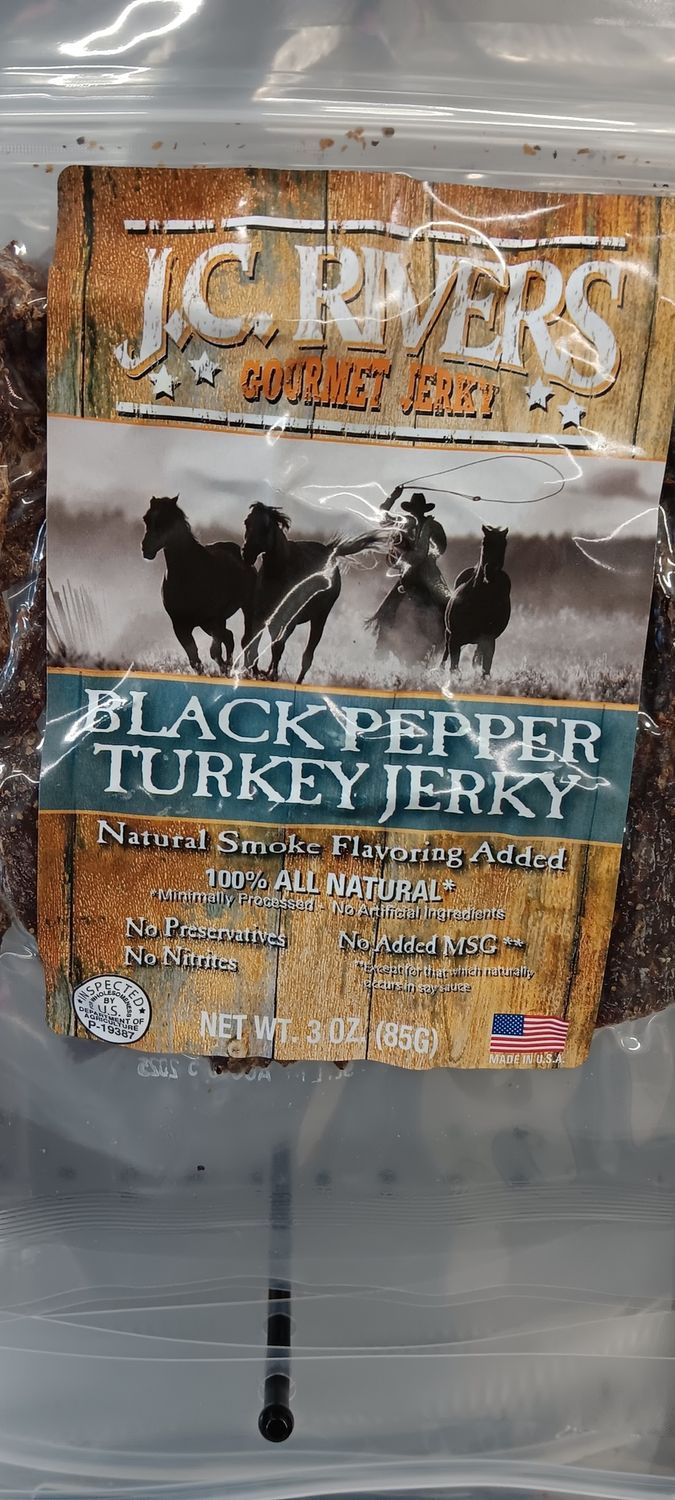 J.C. RIVERS
GOURMET JERKY
BLACK PEPPER
TURKEY JERKY
Natural Smoke Flavoring Added
100% ALL NATURAL*
*Minimally Processed - No Artificial Ingredients
No Preservatives
No Nitrites
No Added MSG **
**Except for that which naturally
occurs in soy sauce
INSPECTED
FOR WHOLESOMENESS
BY
U.S.
DEPARTMENT OF
AGRICULTURE
P-19387
NET WT. 3 OZ. (85G)
MADE IN U.S.A.